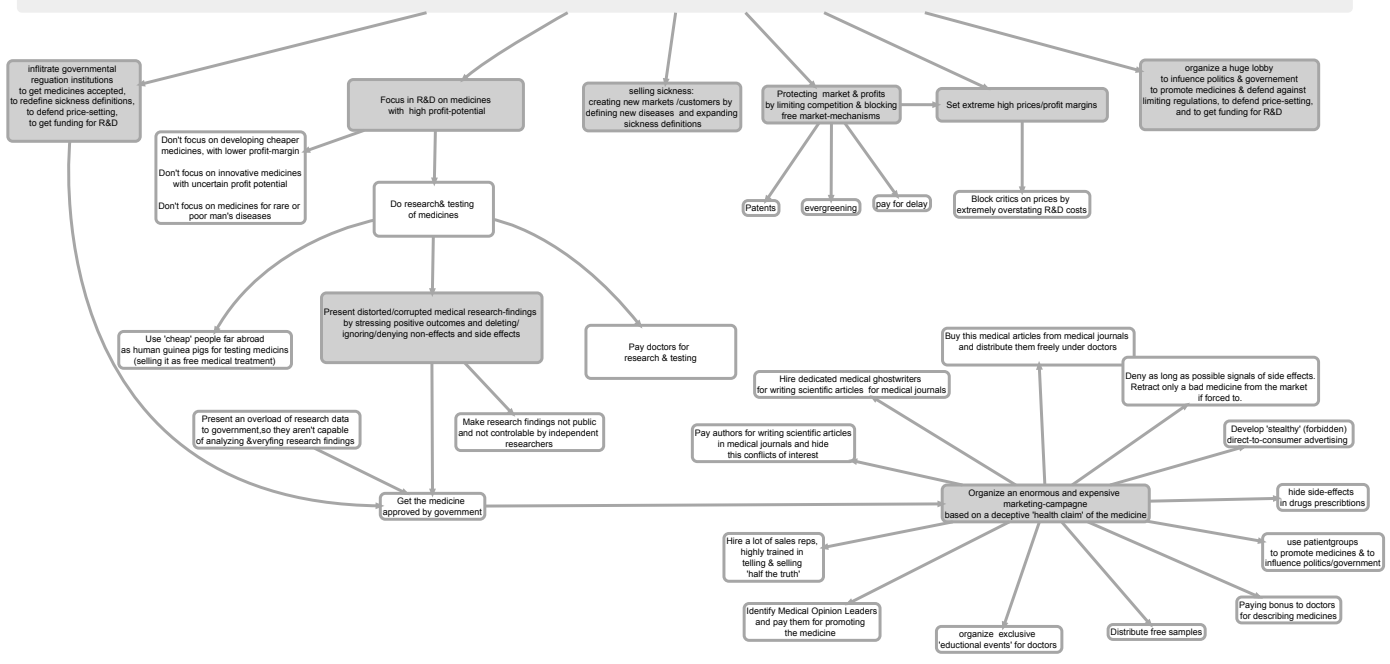 infiltrate governmental
reguation institutions
to get medicines accepted,
to redefine sickness definitions,
to defend price-setting,
to get funding for R&D
Focus in R&D on medicines
with high profit-potential
selling sickness:
creating new markets /customers by
defining new diseases and expanding
sickness definitions
Protecting market & profits
by limiting competition & blocking
free market-mechanisms
Set extreme high prices/profit margins
organize a huge lobby
to infuence politics & governement
to promote medicines & defend against
limiting regulations, to defend price-setting,
and to get funding for R&D
Don't focus on developing cheaper
medicines, with lower profit-margin
Don't focus on innovative medicines
with uncertain profit potential
Don't focus on medicines for rare or
poor man's diseases
Do research& testing
of medicines
Patents
evergreening
pay for delay
Block critics on prices by
extremely overstating R&D costs
Present distorted/corrupted medical research-findings
by stressing positive outcomes and deleting/
ignoring/denying non-effects and side effects
Use 'cheap' people far abroad
as human guinea pigs for testing medicins
(selling it as free medical treatment)
Pay doctors for
research & testing
Buy this medical articles from medical journals
and distribute them freely under doctors
Hire dedicated medical ghostwriters
for writing scientific articles for medical journals
Deny as long as possible signals of side effects.
Retract only a bad medicine from the market
if forced to.
Present an overload of research data
to government,so they aren't capable
of analyzing &veryfing research findings
Make research findings not public
and not controlable by independent
researchers
Pay authors for writing scientific articles
in medical journals and hide
this conflicts of interest
Develop 'stealthy' (forbidden)
direct-to-consumer advertising
Get the medicine
approved by government
Organize an enormous and expensive
marketing-campagne
based on a deceptive 'health claim' of the medicine
hide side-effects
in drugs prescribtions
Hire a lot of sales reps,
highly trained in
telling & selling
'half the truth'
use patientgroups
to promote medicines & to
influence politics/government
Identify Medical Opinion Leaders
and pay them for promoting
the medicine
organize exclusive
'eductional events' for doctors
Distribute free samples
Paying bonus to doctors
for describing medicines